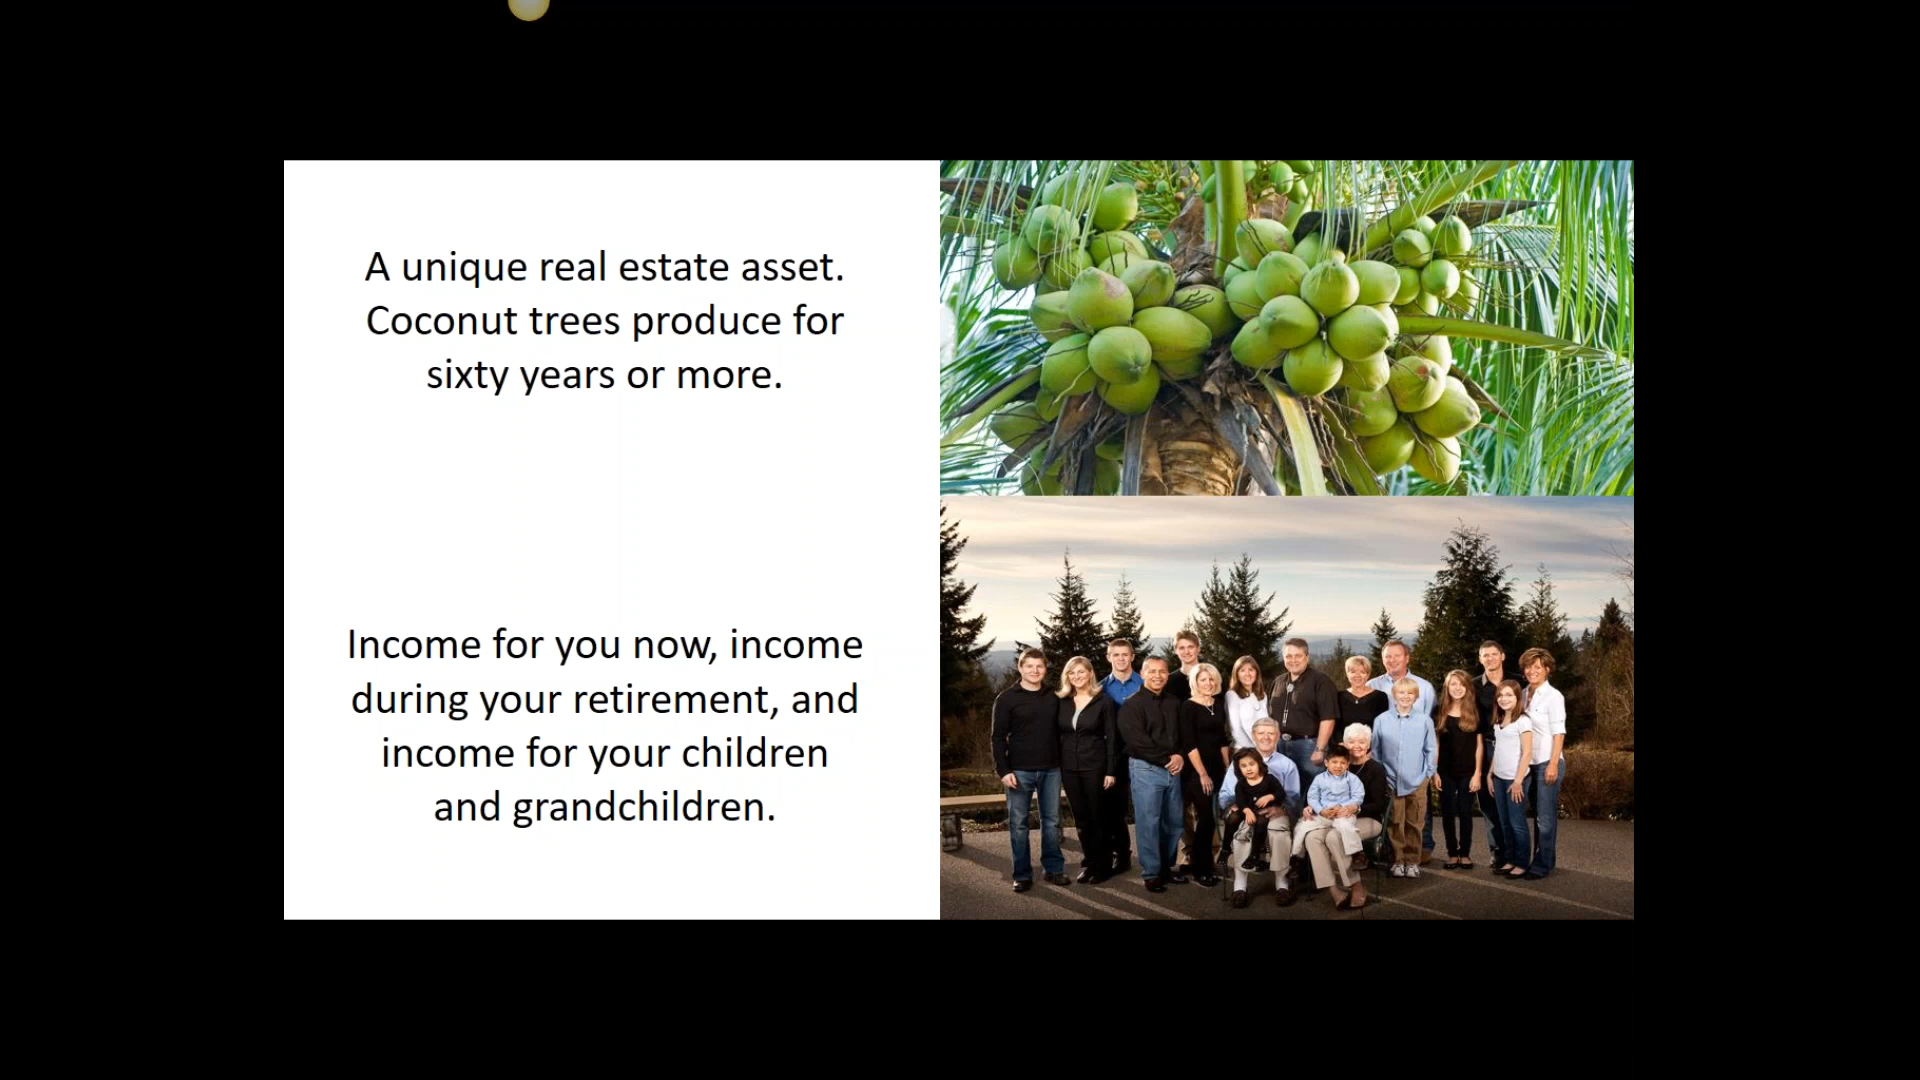 A unique real estate asset.
Coconut trees produce for
sixty years or more.
Income for you now, income
during your retirement, and
income for your children
and grandchildren.